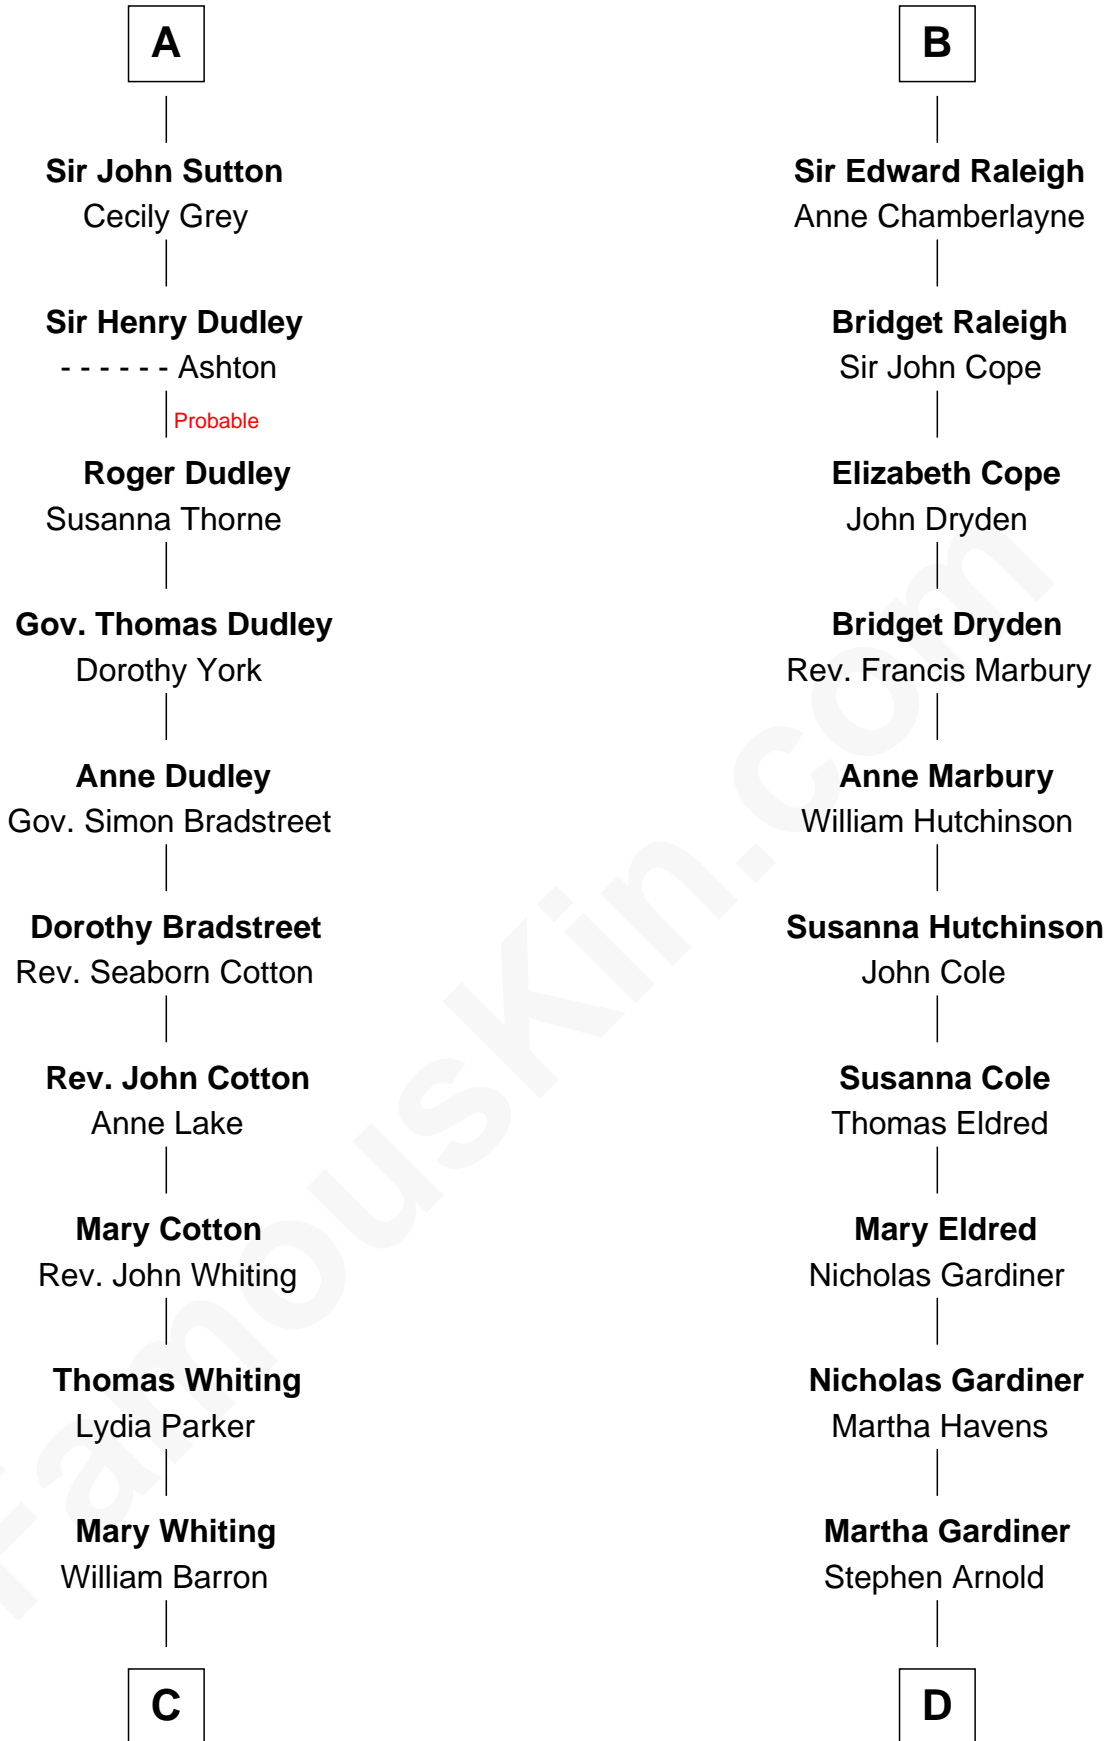 A
Sir John Sutton
Cecily Grey
Sir Henry Dudley
- - - - - - Ashton
Probable
Roger Dudley
Susanna Thorne
Gov. Thomas Dudley
Dorothy York
Anne Dudley
Gov. Simon Bradstreet
Dorothy Bradstreet
Rev. Seaborn Cotton
Rev. John Cotton
Anne Lake
Mary Cotton
Rev. John Whiting
Thomas Whiting
Lydia Parker
Mary Whiting
William Barron
C
B
Sir Edward Raleigh
Anne Chamberlayne
Bridget Raleigh
Sir John Cope
Elizabeth Cope
John Dryden
Bridget Dryden
Rev. Francis Marbury
Anne Marbury
William Hutchinson
Susanna Hutchinson
John Cole
Susanna Cole
Thomas Eldred
Mary Eldred
Nicholas Gardiner
Nicholas Gardiner
Martha Havens
Martha Gardiner
Stephen Arnold
D
FamousKin.com